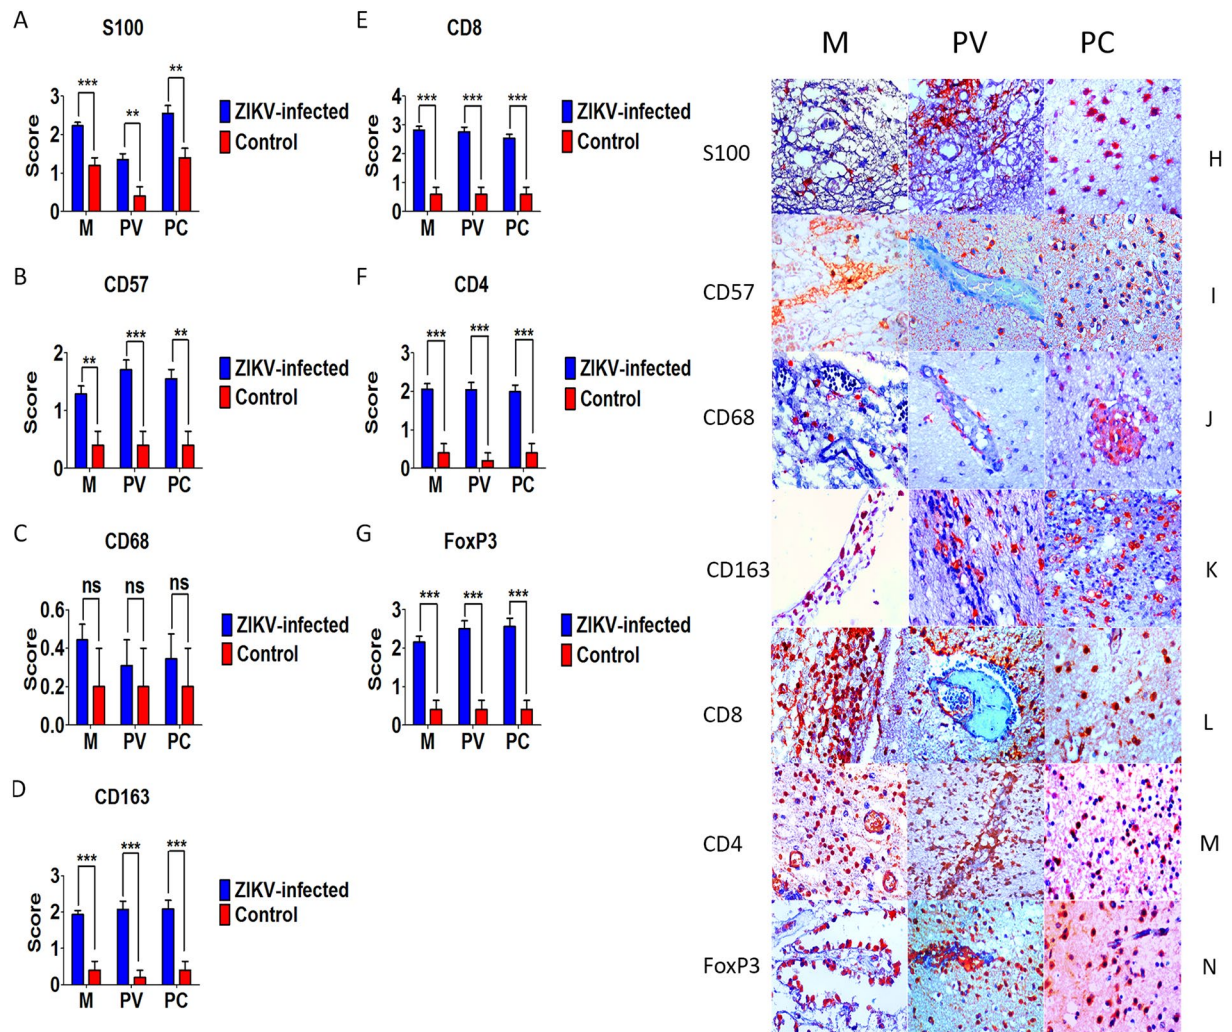 A
S100
***
**
**
3
2
1
0
Score
M PV PC
ZIKV-infected
Control
B
CD57
**
***
**
2
1
0
Score
M PV PC
ZIKV-infected
Control
C
CD68
ns
ns
ns
0.6
0.4
0.2
0.0
Score
M PV PC
ZIKV-infected
Control
D
CD163
***
***
***
3
2
1
0
Score
M PV PC
ZIKV-infected
Control
E
CD8
***
***
***
4
3
2
1
0
Score
M PV PC
ZIKV-infected
Control
F
CD4
***
***
***
3
2
1
0
Score
M PV PC
ZIKV-infected
Control
G
FoxP3
***
***
***
3
2
1
0
Score
M PV PC
ZIKV-infected
Control
M PV PC
S100 H
CD57 I
CD68 J
CD163 K
CD8 L
CD4 M
FoxP3 N